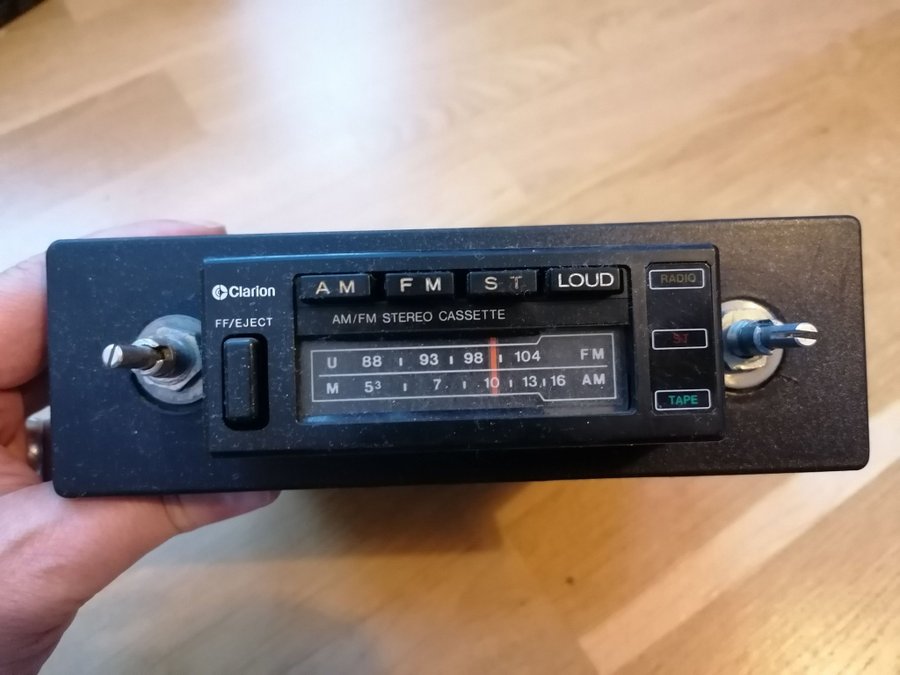 Clarion
AM FM ST LOUD
RADIO
FF/EJECT
AM/FM STEREO CASSETTE
ST
U 88 93 98 104 FM
M 5³ 7 10 13 16 AM
TAPE